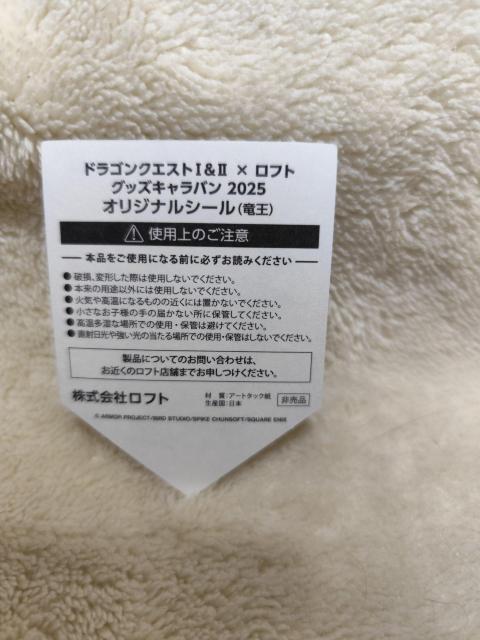 ドラゴンクエストI&II × ロフト
グッズキャラバン 2025
オリジナルシール(竜王)
⚠ 使用上のご注意
本品をご使用になる前に必ずお読みください
●破損、変形した際は使用しないでください。
●本来の用途以外には使用しないでください。
●火気や高温になるものの近くには置かないでください。
●小さなお子様の手の届かない所に保管してください。
●高温多湿な場所での使用・保管は避けてください。
●直射日光や強い光の当たる場所での使用・保管はしないでください。
製品についてのお問い合わせは、
お近くのロフト店舗までお申しつけください。
株式会社ロフト
材 質:アートタック紙
生産国:日本
非売品
© ARMOR PROJECT/BIRD STUDIO/SPIKE CHUNSOFT/SQUARE ENIX